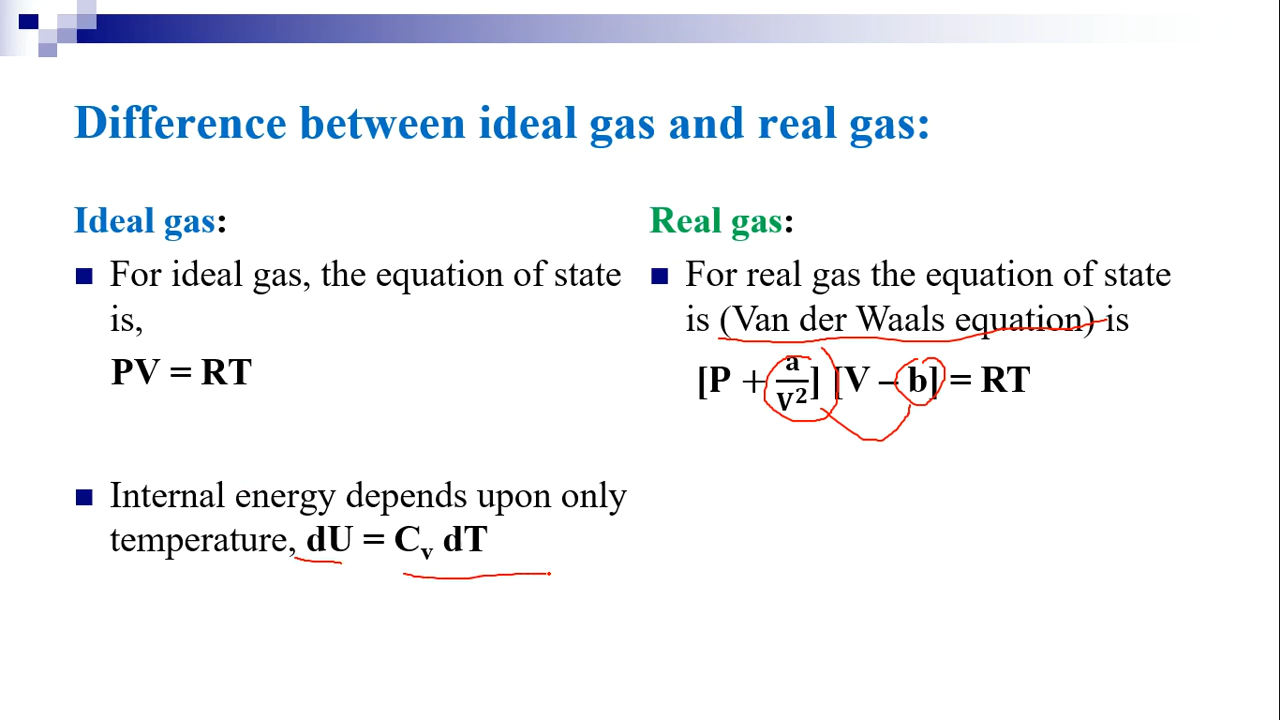 Difference between ideal gas and real gas:
Ideal gas:
For ideal gas, the equation of state
is,
PV = RT
Internal energy depends upon only
temperature, dU = Cᵥ dT
Real gas:
For real gas the equation of state
is (Van der Waals equation) is
[P + a/V²] [V – b] = RT